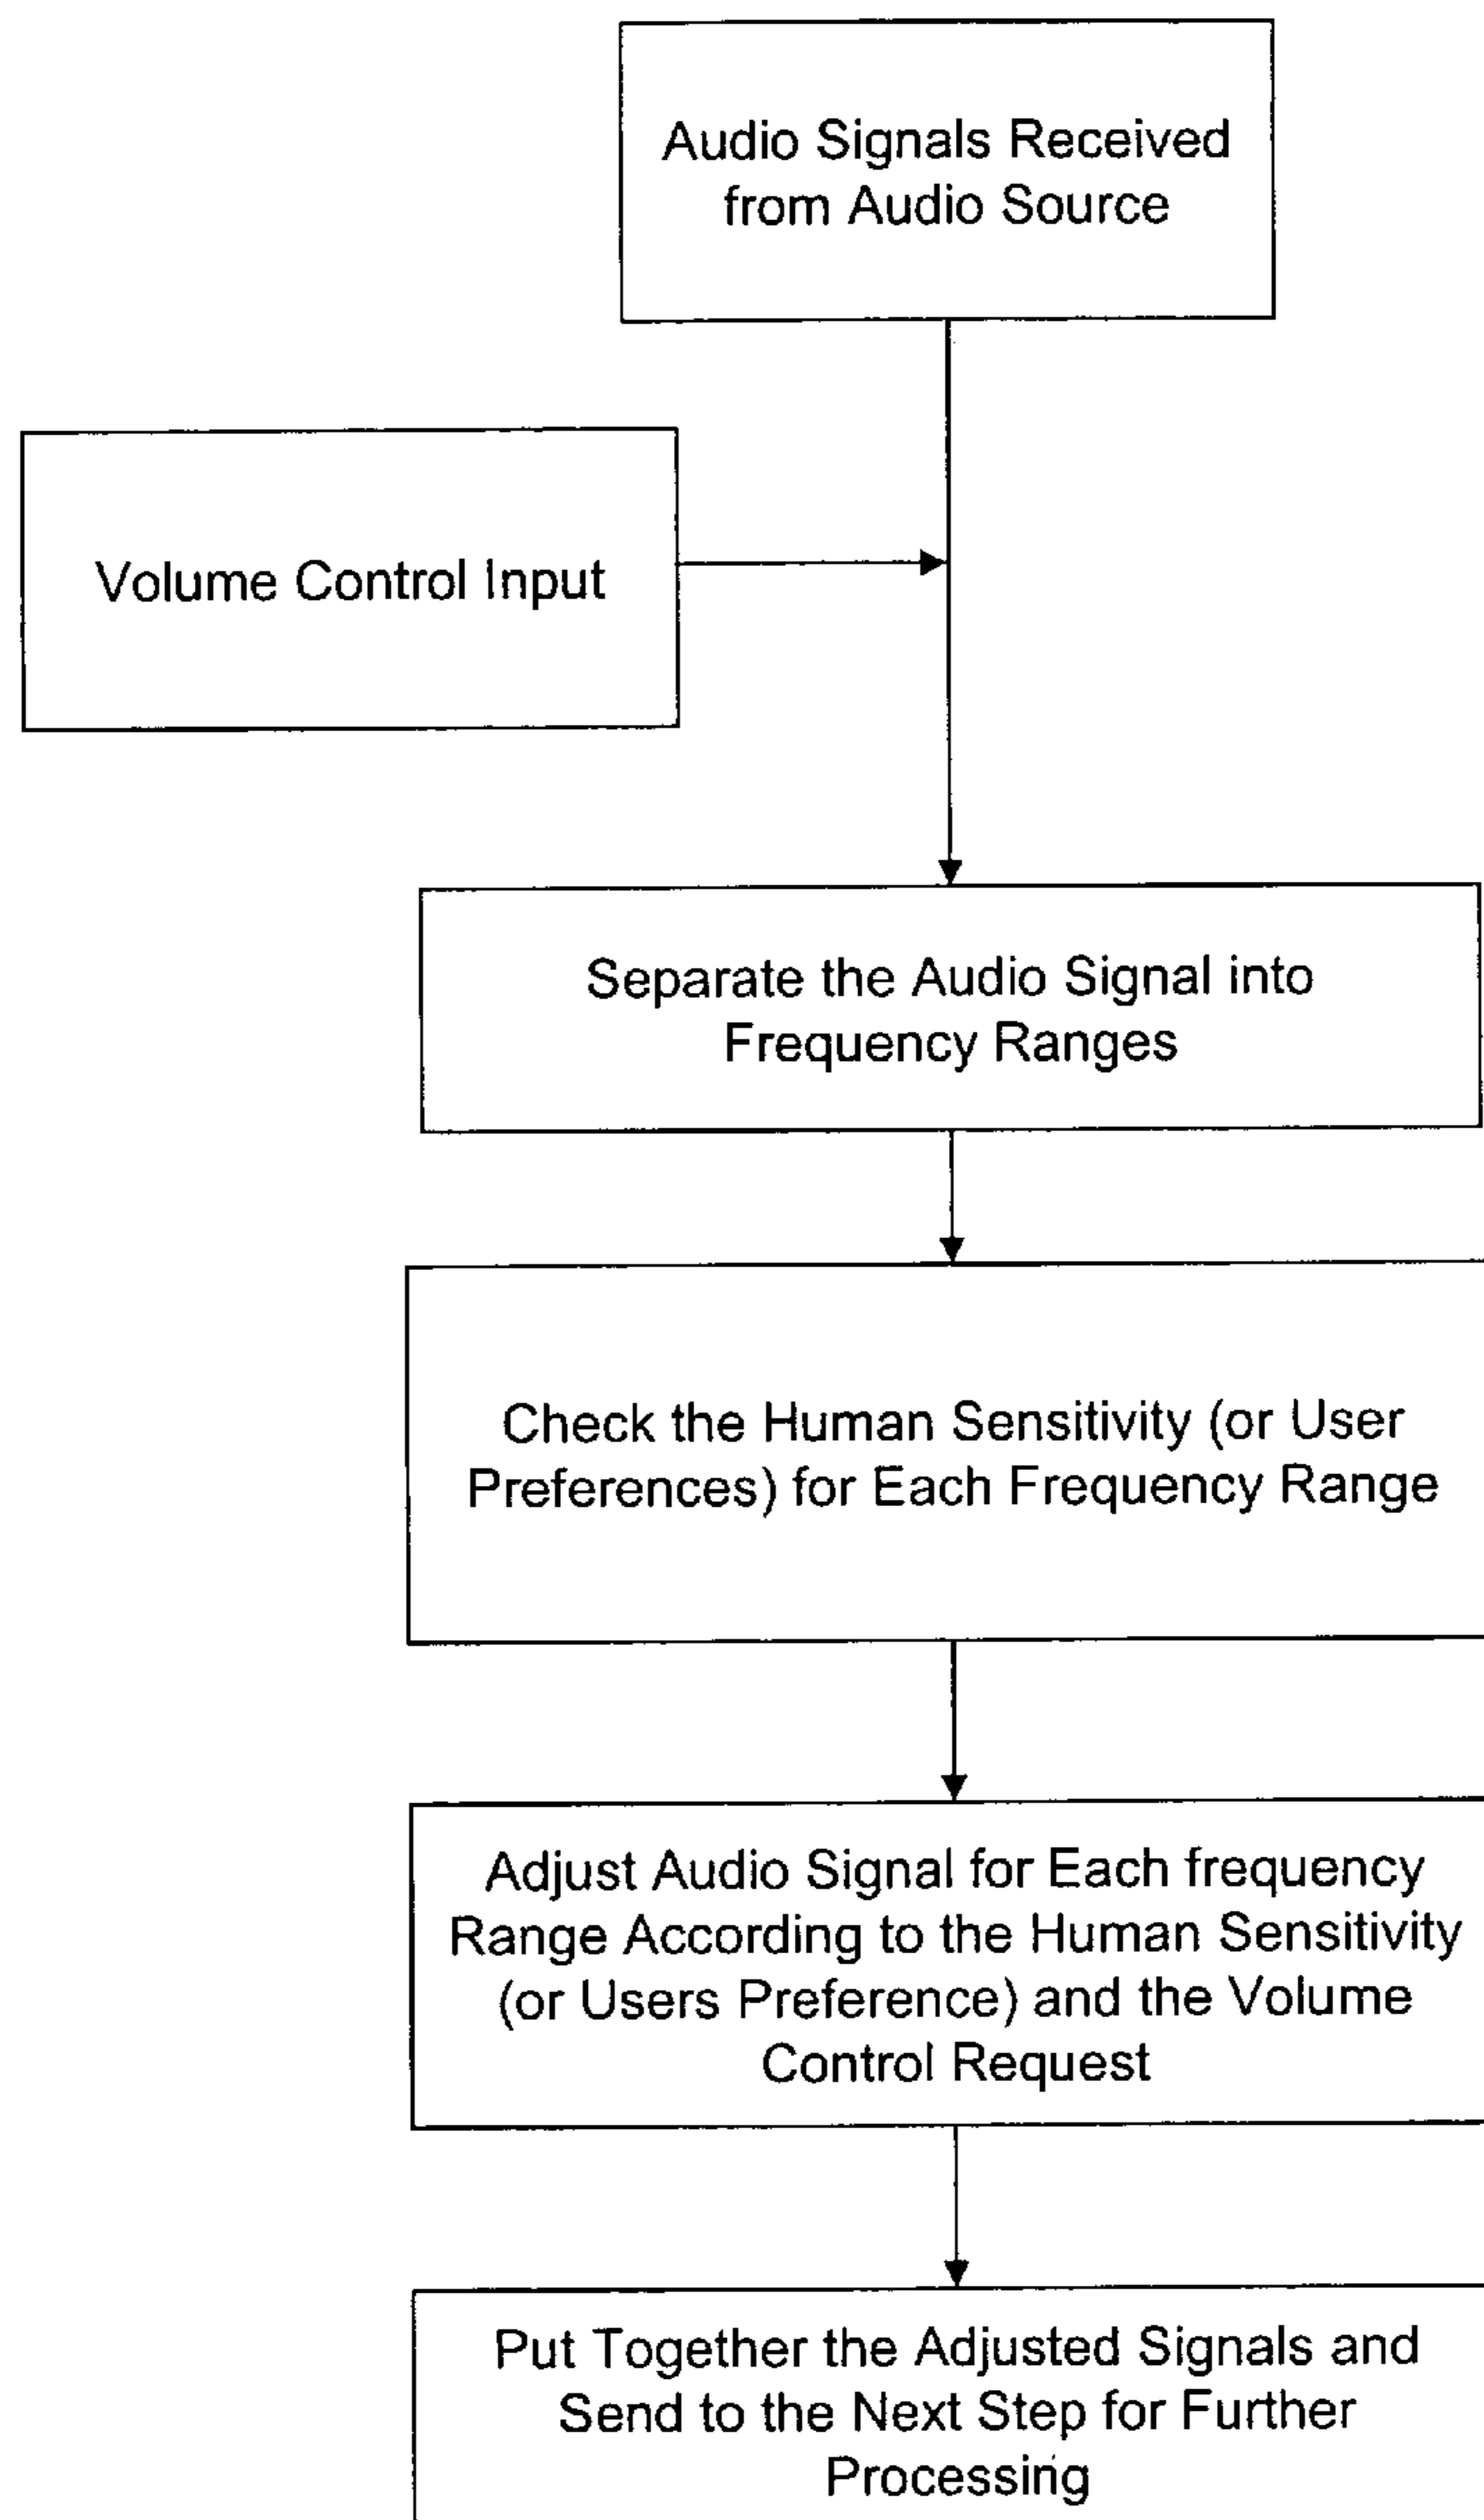 Audio Signals Received
from Audio Source
Volume Control Input
Separate the Audio Signal into
Frequency Ranges
Check the Human Sensitivity (or User
Preferences) for Each Frequency Range
Adjust Audio Signal for Each frequency
Range According to the Human Sensitivity
(or Users Preference) and the Volume
Control Request
Put Together the Adjusted Signals and
Send to the Next Step for Further
Processing